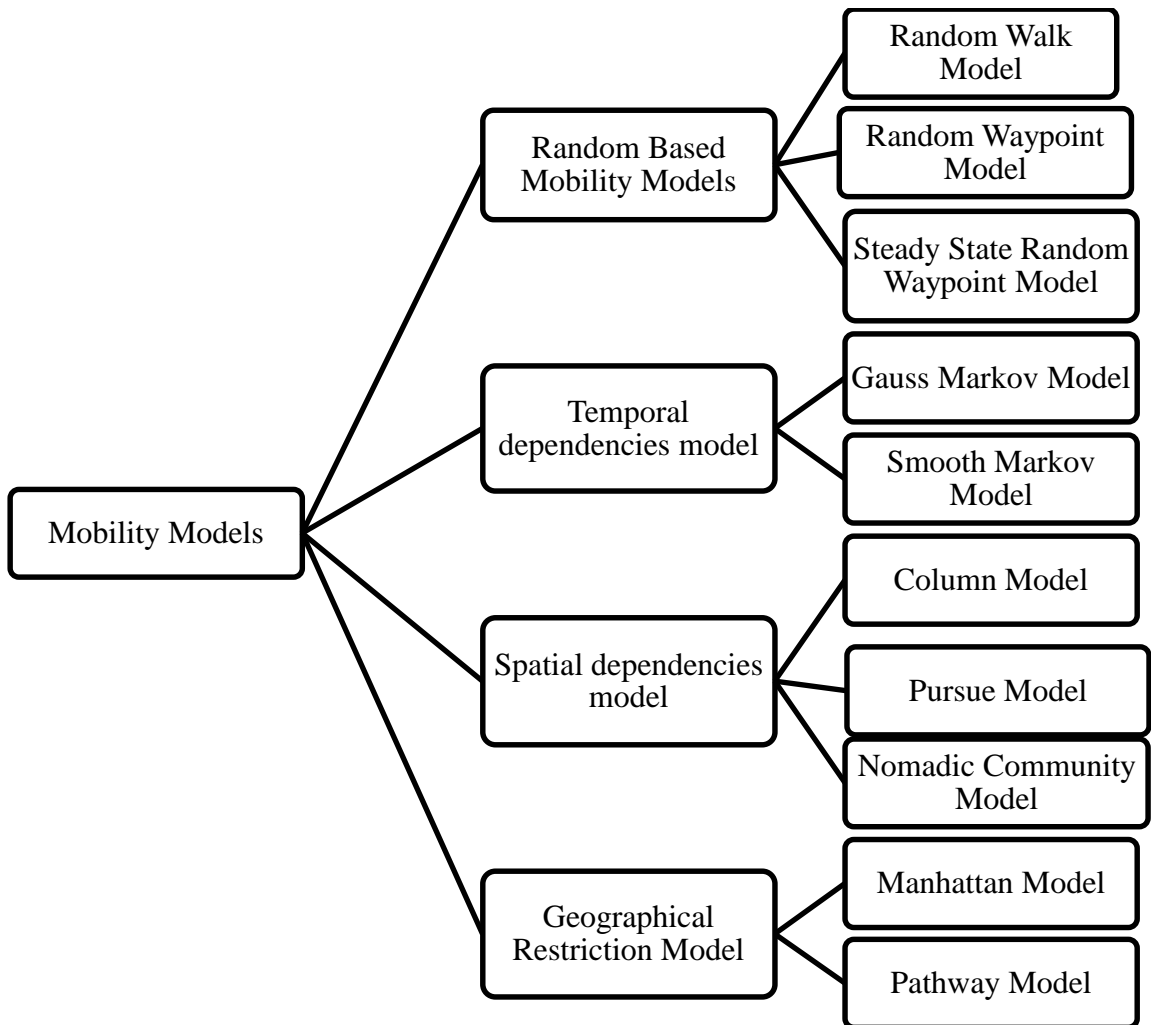 Mobility Models
Random Based
Mobility Models
Random Walk
Model
Random Waypoint
Model
Steady State Random
Waypoint Model
Temporal
dependencies model
Gauss Markov Model
Smooth Markov
Model
Spatial dependencies
model
Column Model
Pursue Model
Nomadic Community
Model
Geographical
Restriction Model
Manhattan Model
Pathway Model